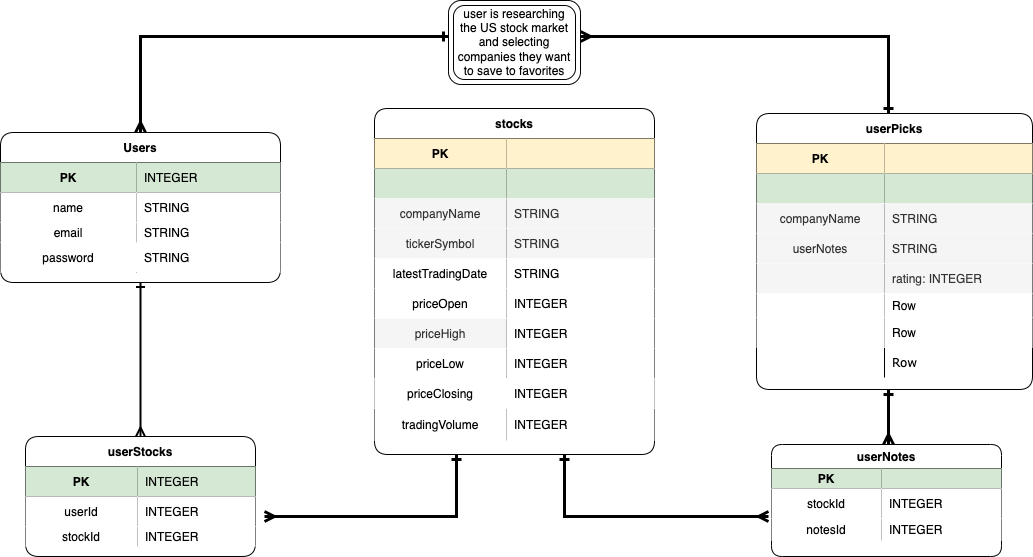 user is researching
the US stock market
and selecting
companies they want
to save to favorites
Users
PK INTEGER
name STRING
email STRING
password STRING
stocks
PK
companyName STRING
tickerSymbol STRING
latestTradingDate STRING
priceOpen INTEGER
priceHigh INTEGER
priceLow INTEGER
priceClosing INTEGER
tradingVolume INTEGER
userPicks
PK
companyName STRING
userNotes STRING
rating: INTEGER
Row
Row
Row
userStocks
PK INTEGER
userId INTEGER
stockId INTEGER
userNotes
PK
stockId INTEGER
notesId INTEGER